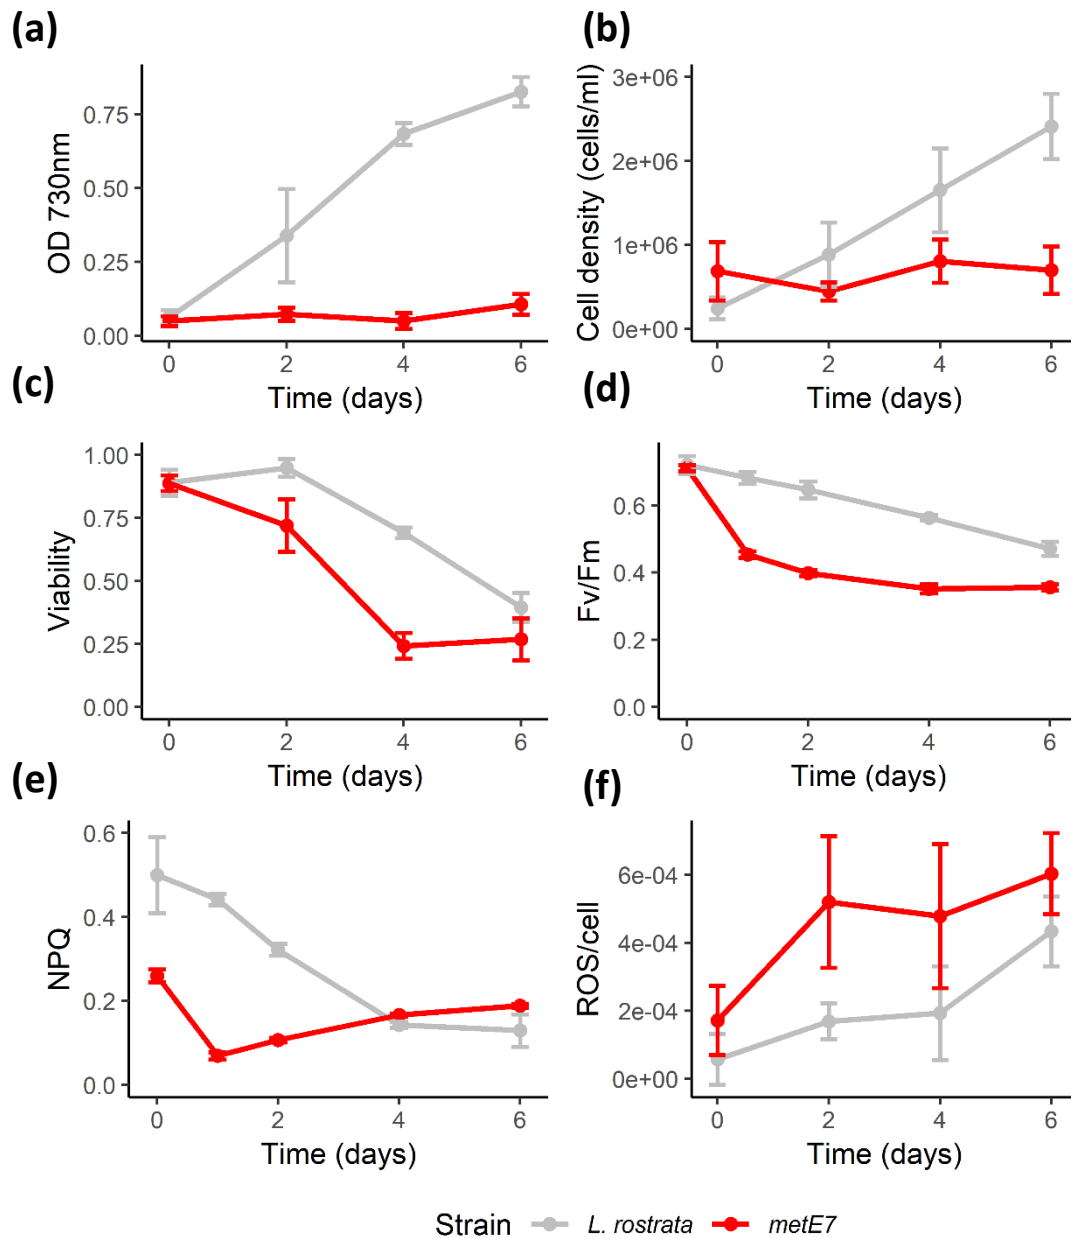 (a)
OD 730nm
0.75
0.50
0.25
0.00
0 2 4 6
Time (days)
(b)
Cell density (cells/ml)
3e+06
2e+06
1e+06
0e+00
0 2 4 6
Time (days)
(c)
Viability
1.00
0.75
0.50
0.25
0.00
0 2 4 6
Time (days)
(d)
Fv/Fm
0.6
0.4
0.2
0.0
0 2 4 6
Time (days)
(e)
NPQ
0.6
0.4
0.2
0.0
0 2 4 6
Time (days)
(f)
ROS/cell
6e-04
4e-04
2e-04
0e+00
0 2 4 6
Time (days)
Strain L. rostrata metE7